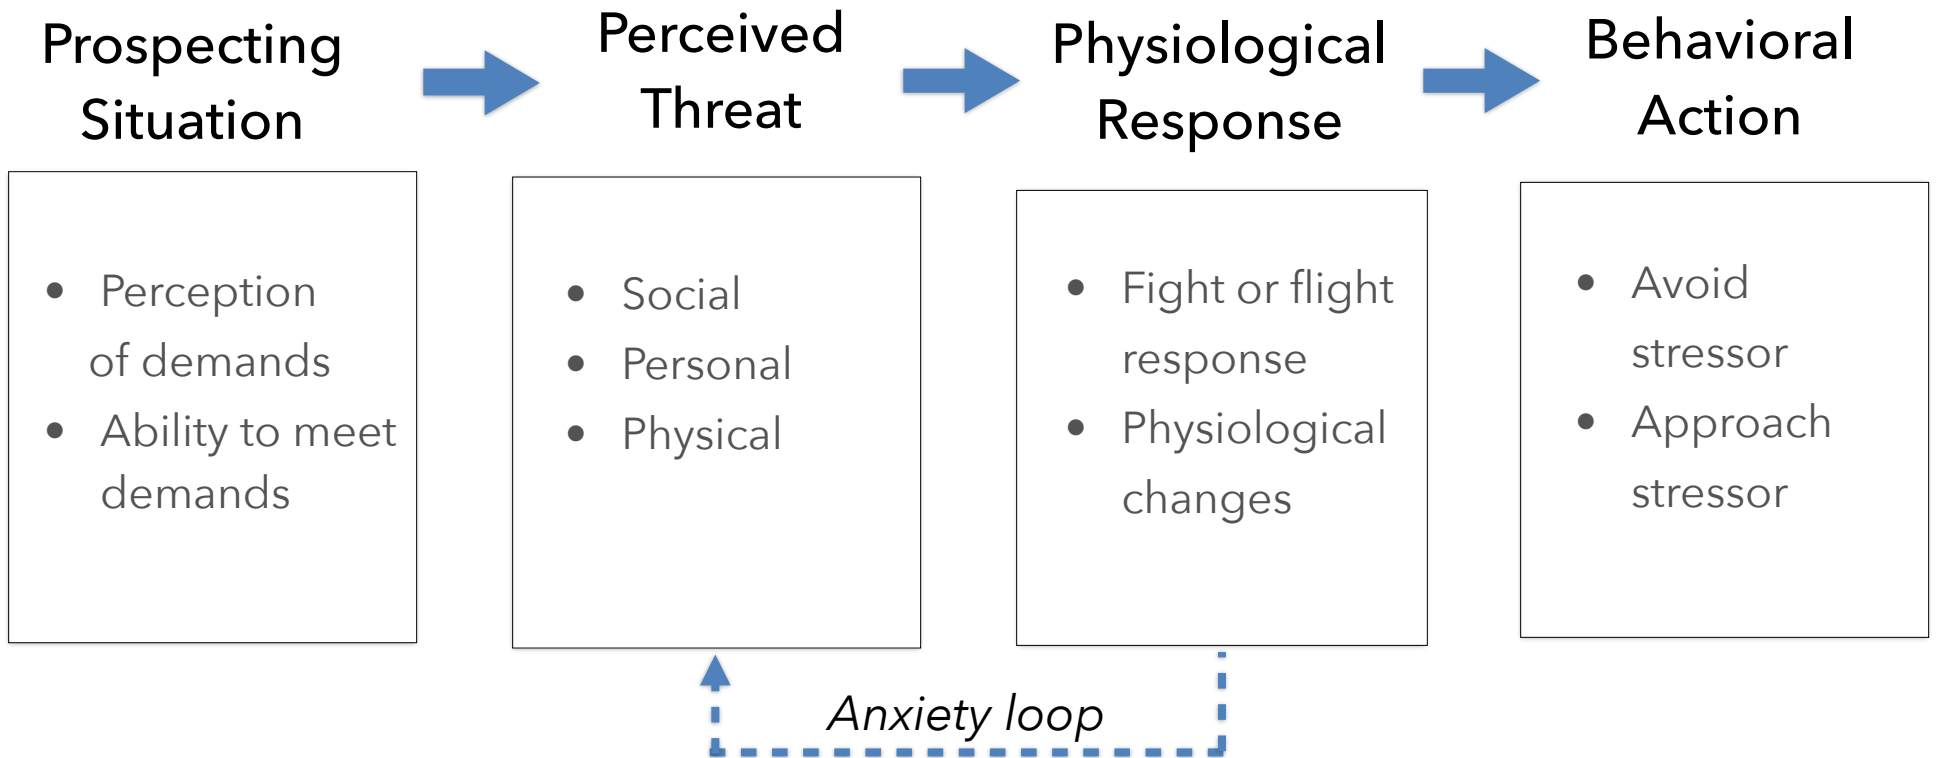 Prospecting
Situation
Perceived
Threat
Physiological
Response
Behavioral
Action
• Perception
of demands
• Ability to meet
demands
• Social
• Personal
• Physical
• Fight or flight
response
• Physiological
changes
• Avoid
stressor
• Approach
stressor
Anxiety loop